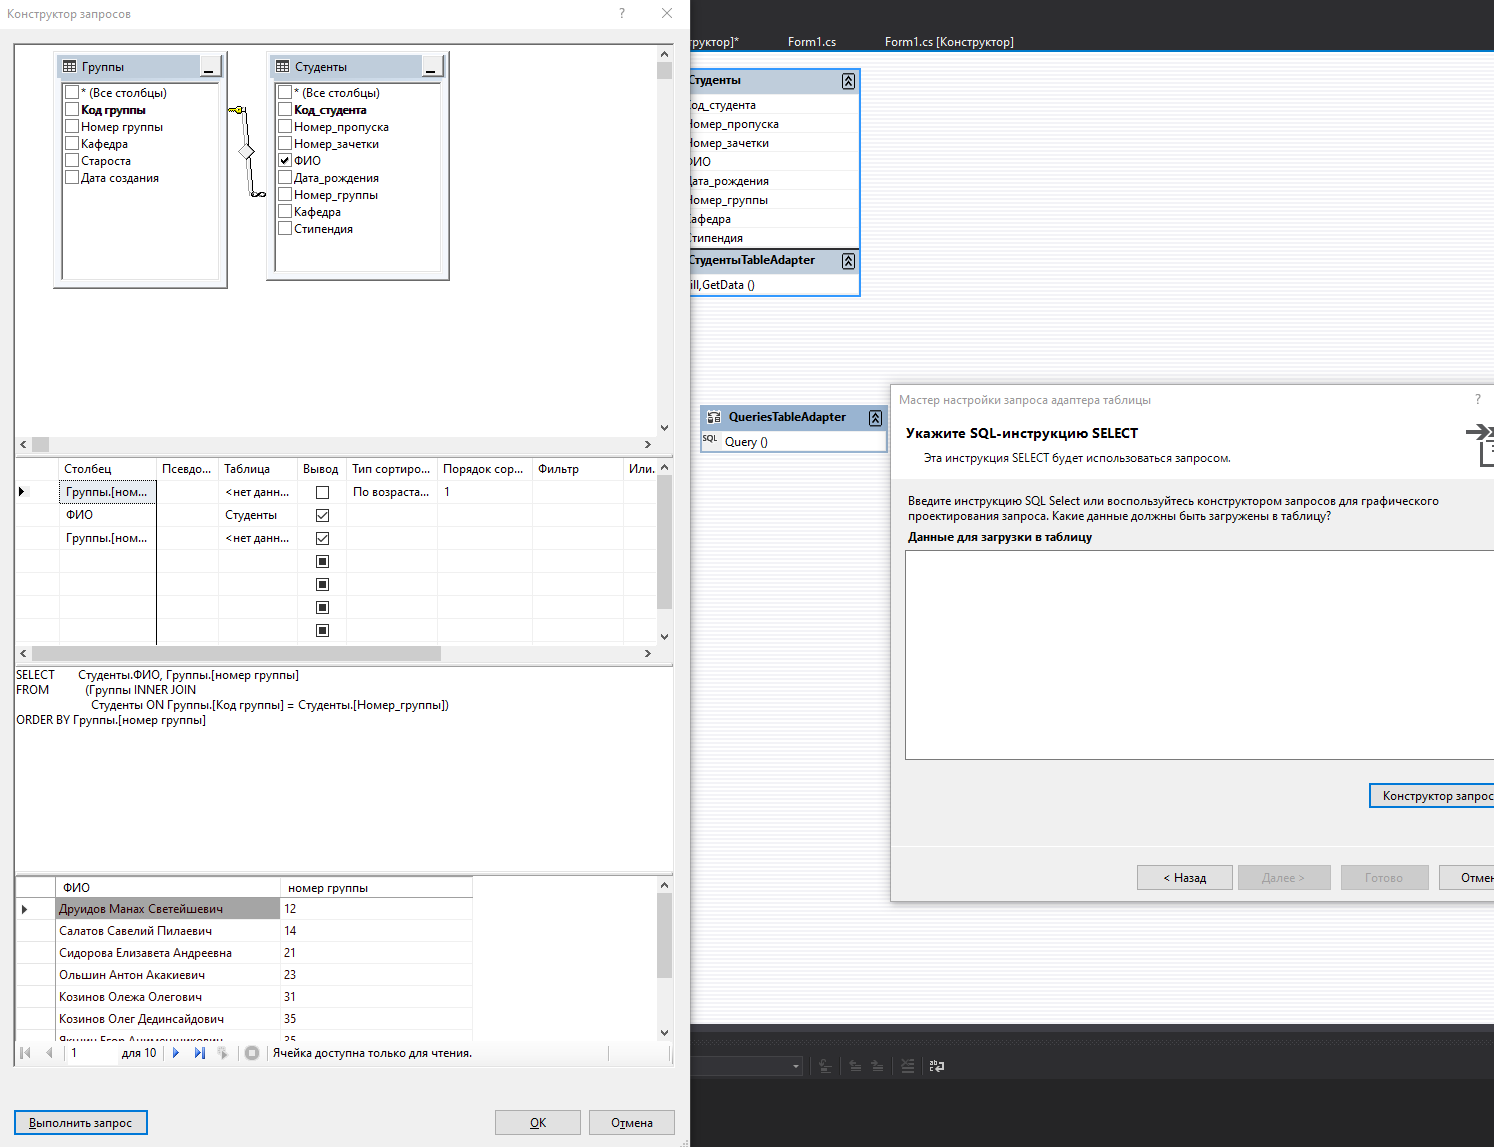 Конструктор запросов
?
Группы
* (Все столбцы)
Код группы
Номер группы
Кафедра
Староста
Дата создания
Студенты
* (Все столбцы)
Код_студента
Номер_пропуска
Номер_зачетки
ФИО
Дата_рождения
Номер_группы
Кафедра
Стипендия
Столбец Псевдо... Таблица Вывод Тип сортиро... Порядок сор... Фильтр Или.
Группы.[ном... <нет данн... По возраста... 1
ФИО Студенты
Группы.[ном... <нет данн...
SELECT Студенты.ФИО, Группы.[номер группы]
FROM (Группы INNER JOIN
Студенты ON Группы.[Код группы] = Студенты.[Номер_группы])
ORDER BY Группы.[номер группы]
ФИО номер группы
Друидов Манах Светейшевич 12
Салатов Савелий Пилаевич 14
Сидорова Елизавета Андреевна 21
Ольшин Антон Акакиевич 23
Козинов Олежа Олегович 31
Козинов Олег Дединсайдович 35
1 для 10 Ячейка доступна только для чтения.
Выполнить запрос
ОК
Отмена
руктор]* Form1.cs Form1.cs [Конструктор]
Студенты
Код_студента
Номер_пропуска
Номер_зачетки
ФИО
Дата_рождения
Номер_группы
Кафедра
Стипендия
СтудентыTableAdapter
ill,GetData ()
QueriesTableAdapter
SQL Query ()
Мастер настройки запроса адаптера таблицы
?
Укажите SQL-инструкцию SELECT
Эта инструкция SELECT будет использоваться запросом.
Введите инструкцию SQL Select или воспользуйтесь конструктором запросов для графического
проектирования запроса. Какие данные должны быть загружены в таблицу?
Данные для загрузки в таблицу
Конструктор запрос
< Назад
Далее >
Готово
Отмен